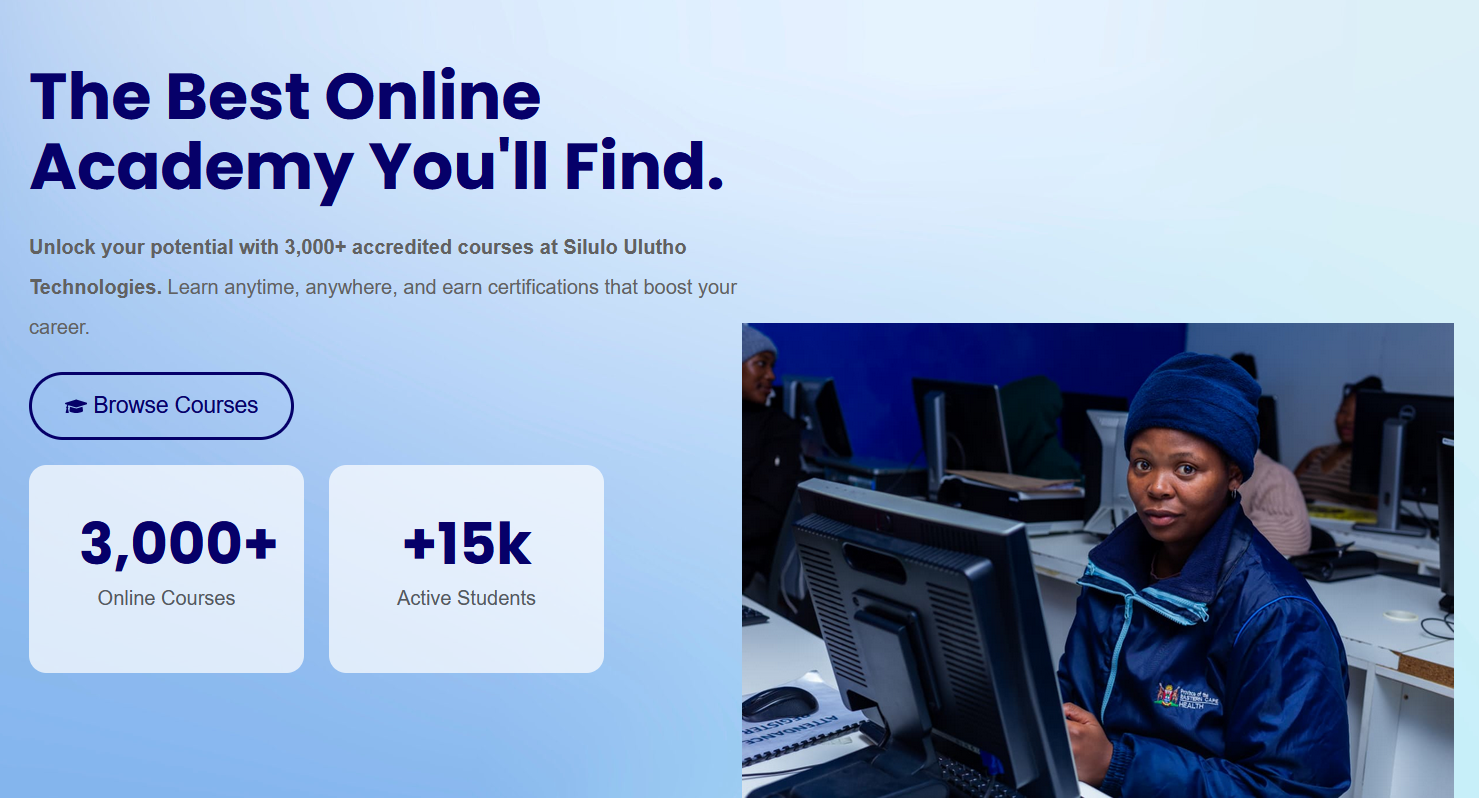 The Best Online
Academy You'll Find.
Unlock your potential with 3,000+ accredited courses at Silulo Ulutho
Technologies. Learn anytime, anywhere, and earn certifications that boost your
career.
Browse Courses
3,000+
Online Courses
+15k
Active Students
Province of the
EASTERN CAPE
HEALTH
ATTENDANCE
REGISTER